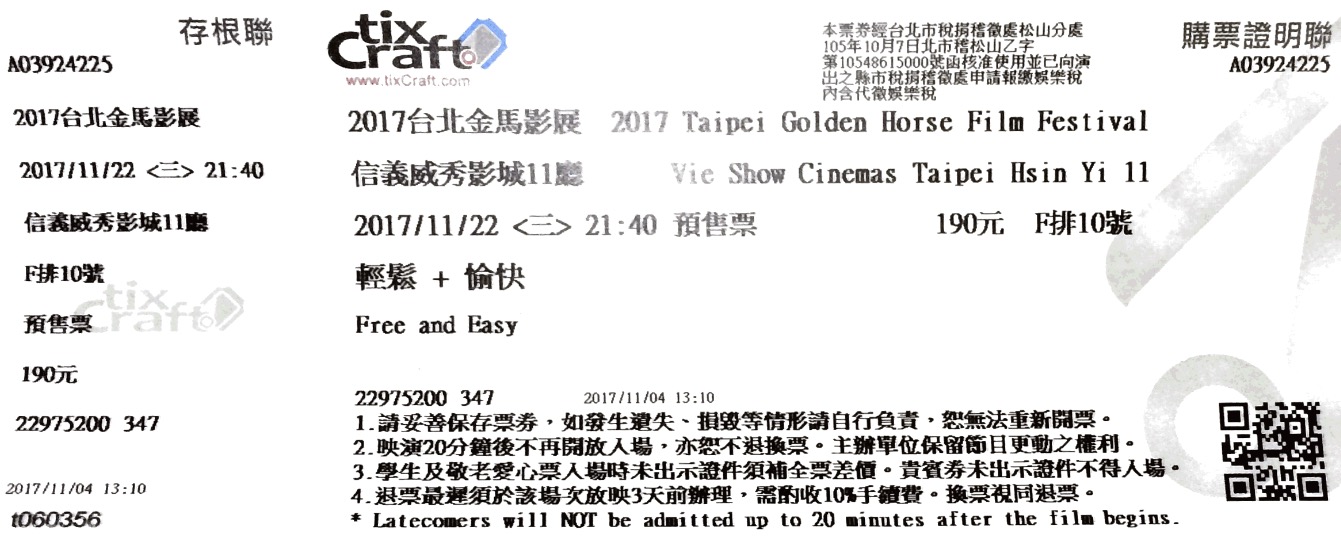 存根聯
A03924225
2017台北金馬影展
2017/11/22 <三> 21:40
信義威秀影城11廳
F排10號
tixCraft
預售票
190元
22975200 347
2017/11/04 13:10
t060356
tixCraft
www.tixCraft.com
本票券經台北市稅捐稽徵處松山分處
105年10月7日北市稽松山乙字
第10548615000號函核准使用並已向演
出之縣市稅捐稽徵處申請報繳娛樂稅
內含代徵娛樂稅
購票證明聯
A03924225
2017台北金馬影展 2017 Taipei Golden Horse Film Festival
信義威秀影城11廳 Vie Show Cinemas Taipei Hsin Yi 11
2017/11/22 <三> 21:40 預售票 190元 F排10號
輕鬆 + 愉快
Free and Easy
22975200 347 2017/11/04 13:10
1.請妥善保存票券，如發生遺失、損毀等情形請自行負責，恕無法重新開票。
2.映演20分鐘後不再開放入場，亦恕不退換票。主辦單位保留節目更動之權利。
3.學生及敬老愛心票入場時未出示證件須補全票差價。貴賓券未出示證件不得入場。
4.退票最遲須於該場次放映3天前辦理，需酌收10%手續費。換票視同退票。
* Latecomers will NOT be admitted up to 20 minutes after the film begins.